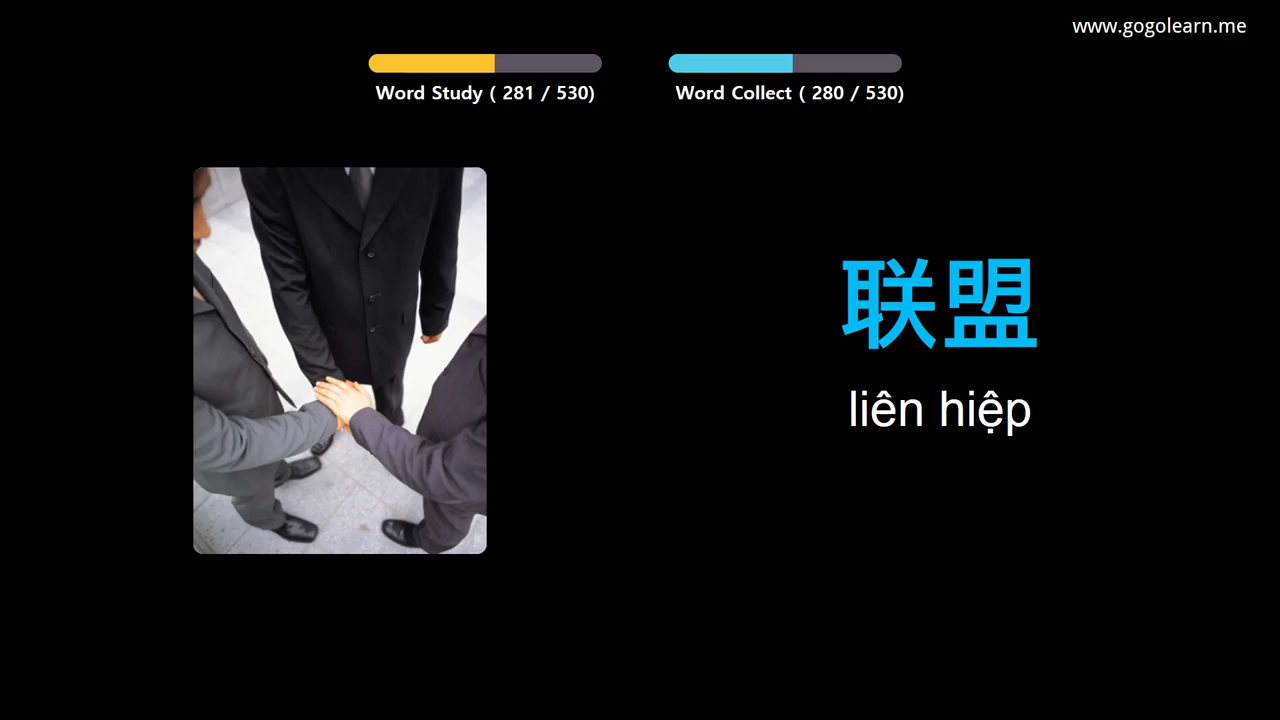 www.gogolearn.me
Word Study ( 281 / 530)
Word Collect ( 280 / 530)
联盟
liên hiệp